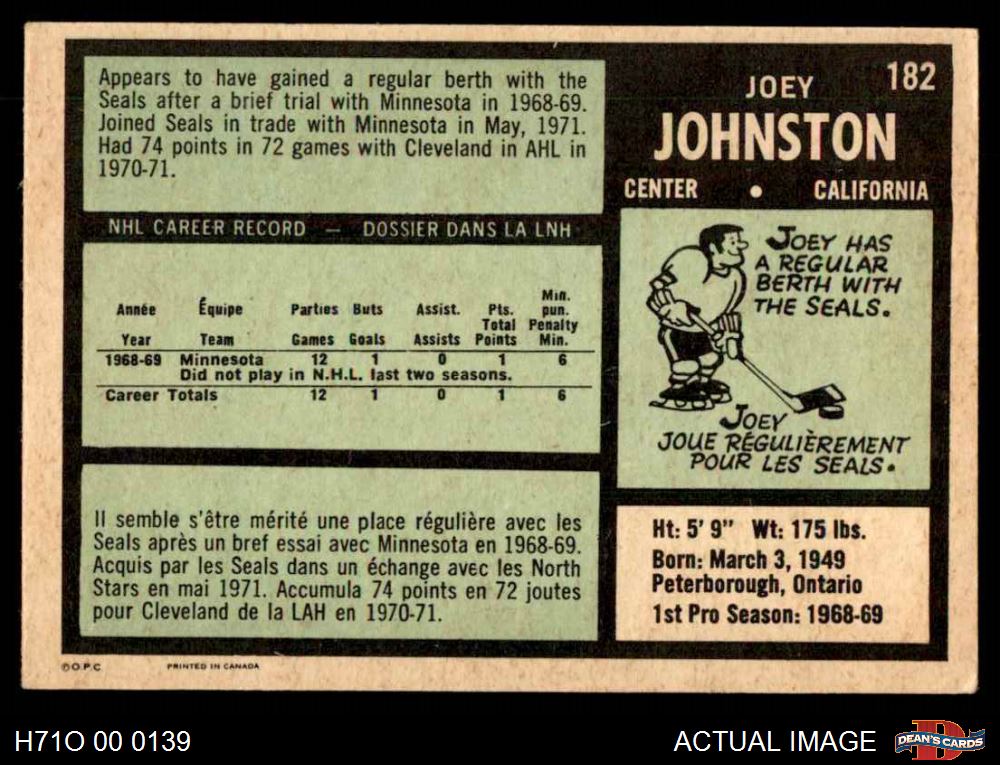 Appears to have gained a regular berth with the
Seals after a brief trial with Minnesota in 1968-69.
Joined Seals in trade with Minnesota in May, 1971.
Had 74 points in 72 games with Cleveland in AHL in
1970-71.
NHL CAREER RECORD — DOSSIER DANS LA LNH
Année Équipe Parties Buts Assist. Pts. Total Min. pun. Penalty
Year Team Games Goals Assists Points Min.
1968-69 Minnesota 12 1 0 1 6
Did not play in N.H.L. last two seasons.
Career Totals 12 1 0 1 6
Il semble s'être mérité une place régulière avec les
Seals après un bref essai avec Minnesota en 1968-69.
Acquis par les Seals dans un échange avec les North
Stars en mai 1971. Accumula 74 points en 72 joutes
pour Cleveland de la LAH en 1970-71.
182
JOEY
JOHNSTON
CENTER • CALIFORNIA
JOEY HAS
A REGULAR
BERTH WITH
THE SEALS.
JOEY
JOUE RÉGULIÈREMENT
POUR LES SEALS.
Ht: 5' 9" Wt: 175 lbs.
Born: March 3, 1949
Peterborough, Ontario
1st Pro Season: 1968-69
©O.P.C PRINTED IN CANADA
H71O 00 0139
ACTUAL IMAGE
D
DEAN'S CARDS